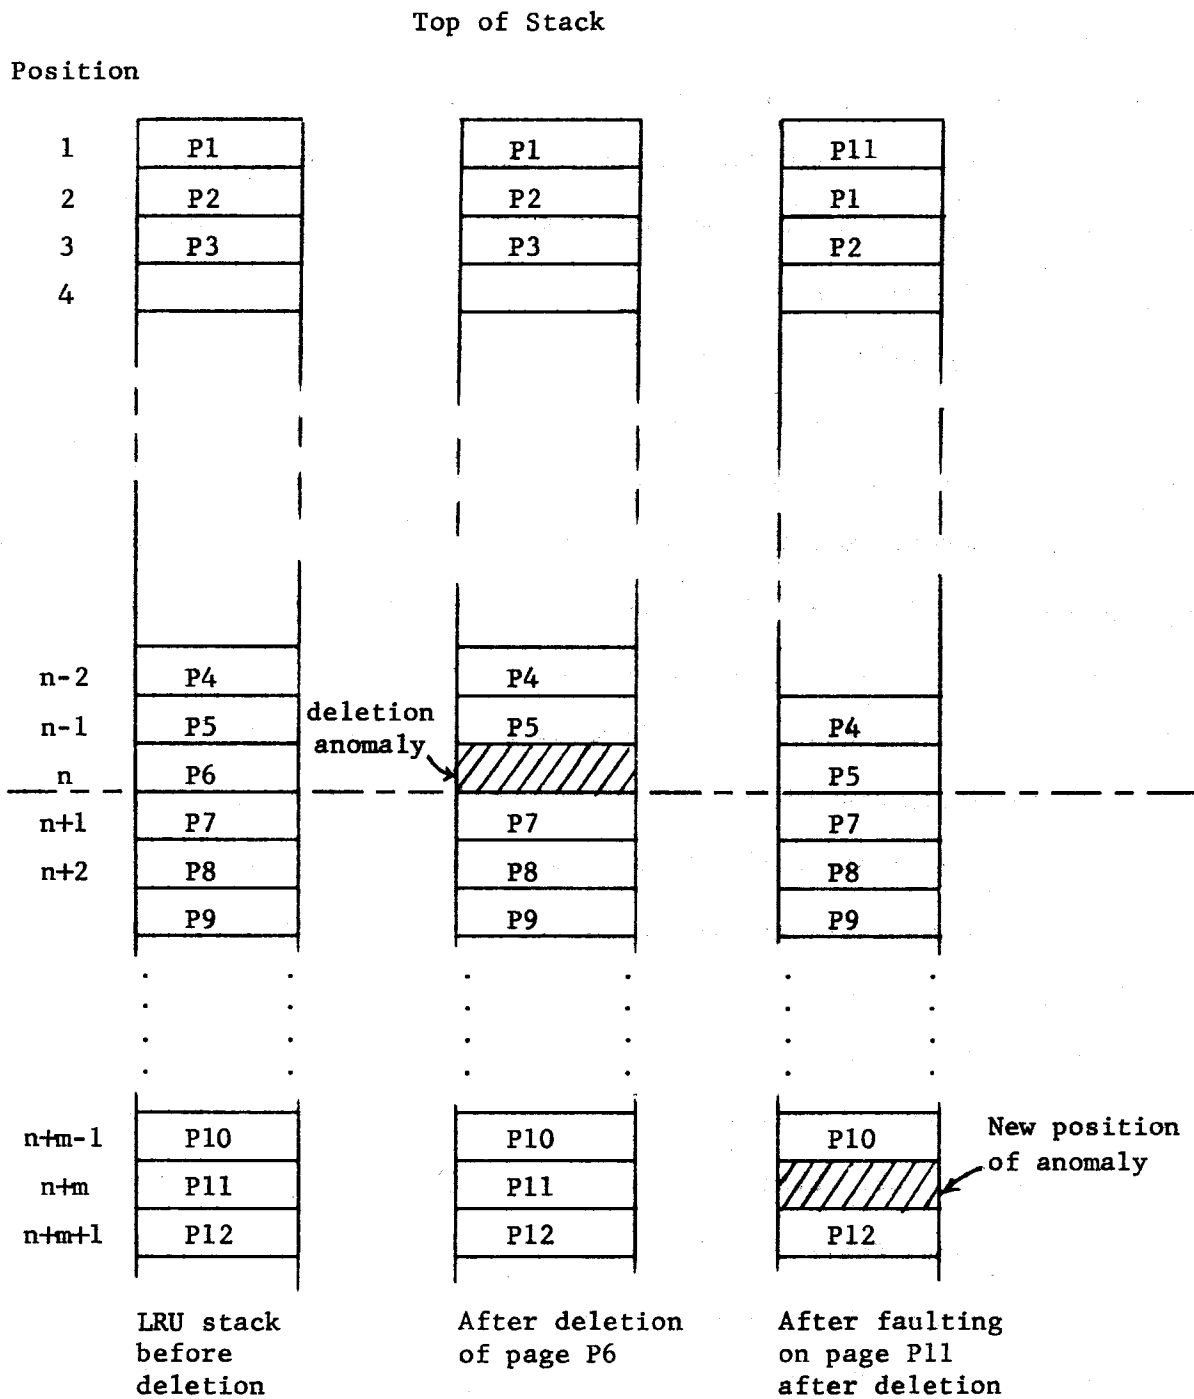 Top of Stack
Position
1 P1 P1 P11
2 P2 P2 P1
3 P3 P3 P2
4
n-2 P4 P4
n-1 P5 deletion P5 P4
anomaly
n P6 P5
n+1 P7 P7 P7
n+2 P8 P8 P8
P9 P9 P9
n+m-1 P10 P10 P10 New position
n+m P11 P11 of anomaly
n+m+1 P12 P12 P12
LRU stack After deletion After faulting
before of page P6 on page P11
deletion after deletion